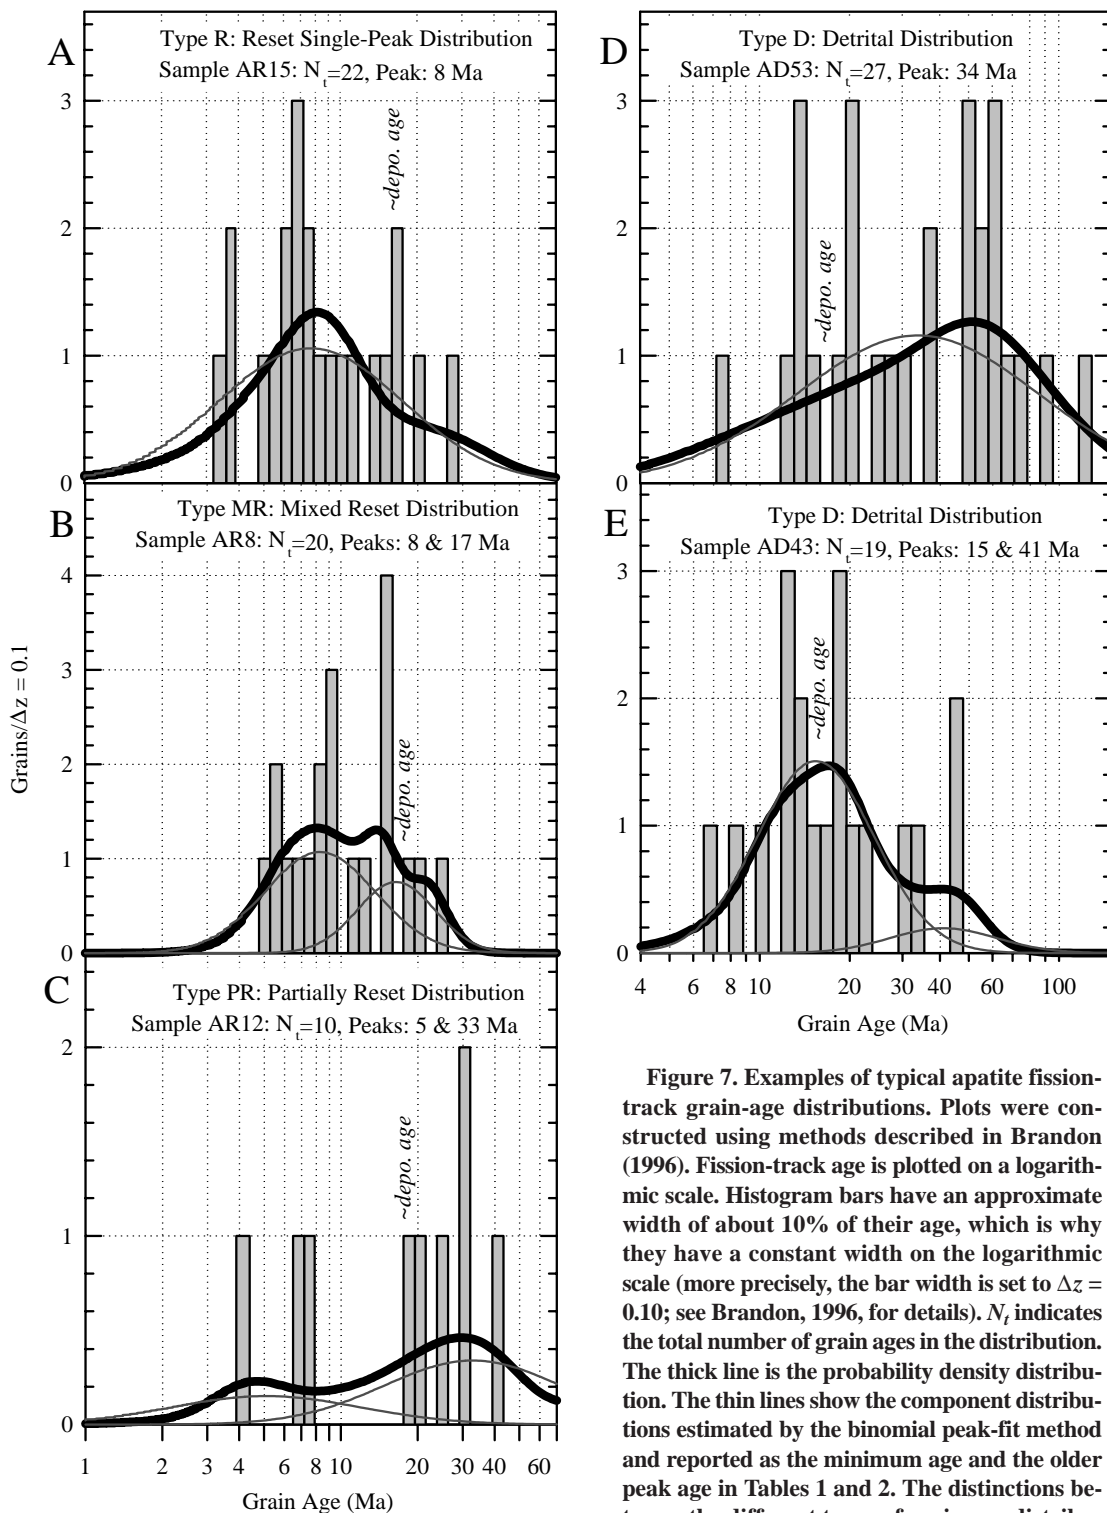 A
Type R: Reset Single-Peak Distribution
Sample AR15: Nt=22, Peak: 8 Ma
~depo. age
3
2
1
0
B
Type MR: Mixed Reset Distribution
Sample AR8: Nt=20, Peaks: 8 & 17 Ma
~depo. age
4
3
2
1
0
Grains/Δz = 0.1
C
Type PR: Partially Reset Distribution
Sample AR12: Nt=10, Peaks: 5 & 33 Ma
~depo. age
2
1
0
1 2 3 4 6 8 10 20 30 40 60
Grain Age (Ma)
D
Type D: Detrital Distribution
Sample AD53: Nt=27, Peak: 34 Ma
~depo. age
3
2
1
0
E
Type D: Detrital Distribution
Sample AD43: Nt=19, Peaks: 15 & 41 Ma
~depo. age
3
2
1
0
4 6 8 10 20 30 40 60 100
Grain Age (Ma)
Figure 7. Examples of typical apatite fission-
track grain-age distributions. Plots were con-
structed using methods described in Brandon
(1996). Fission-track age is plotted on a logarith-
mic scale. Histogram bars have an approximate
width of about 10% of their age, which is why
they have a constant width on the logarithmic
scale (more precisely, the bar width is set to Δz =
0.10; see Brandon, 1996, for details). Nt indicates
the total number of grain ages in the distribution.
The thick line is the probability density distribu-
tion. The thin lines show the component distribu-
tions estimated by the binomial peak-fit method
and reported as the minimum age and the older
peak age in Tables 1 and 2. The distinctions be-